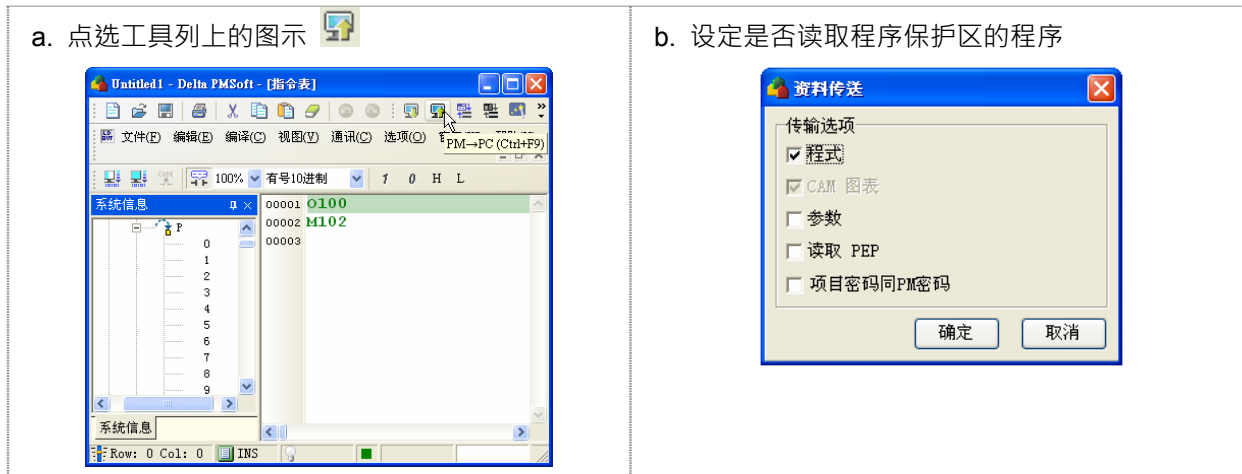 a. 点选工具列上的图示
Untitled1 - Delta PMSoft - [指令表]
文件(F) 编辑(E) 编译(C) 视图(V) 通讯(C) 选项(O)
PM→PC (Ctrl+F9)
100% 有号10进制 1 0 H L
系统信息
P
0
1
2
3
4
5
6
7
8
9
系统信息
00001 O100
00002 M102
00003
Row: 0 Col: 0 INS
b. 设定是否读取程序保护区的程序
资料传送
传输选项
程式
CAM 图表
参数
读取 PEP
项目密码同PM密码
确定 取消